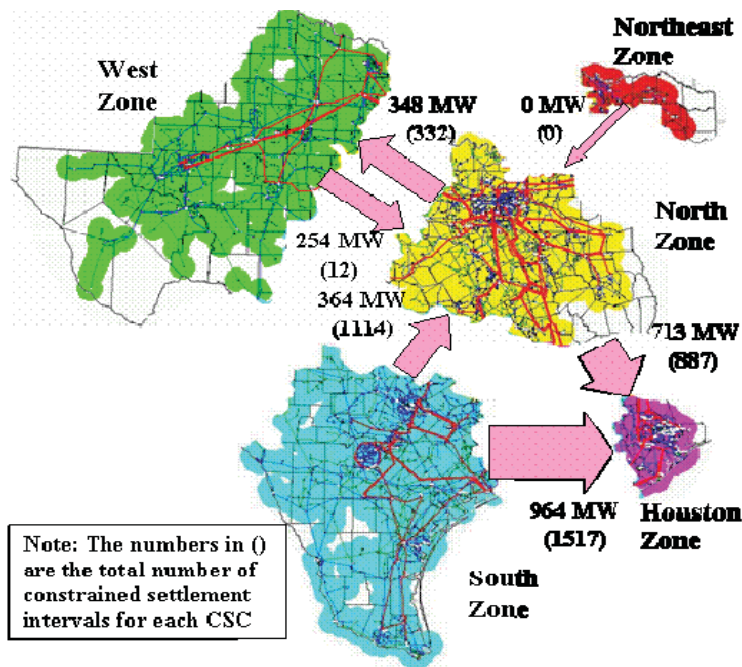 Northeast
Zone
West
Zone
348 MW
(332)
0 MW
(0)
North
Zone
254 MW
(12)
364 MW
(1114)
713 MW
(887)
964 MW
(1517)
Houston
Zone
South
Zone
Note: The numbers in ()
are the total number of
constrained settlement
intervals for each CSC